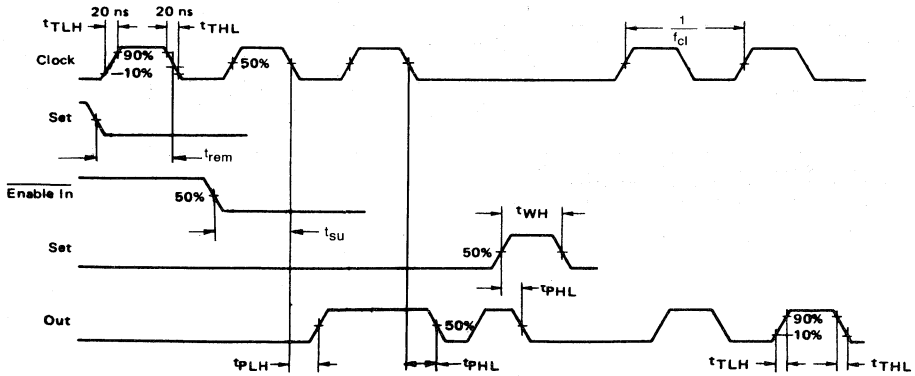 20 ns 20 ns
tTLH tTHL
1
fcl
Clock
90%
10%
50%
Set
trem
Enable In
50%
tsu
tWH
Set
50%
tPHL
Out
50%
90%
10%
tPLH tPHL
tTLH tTHL